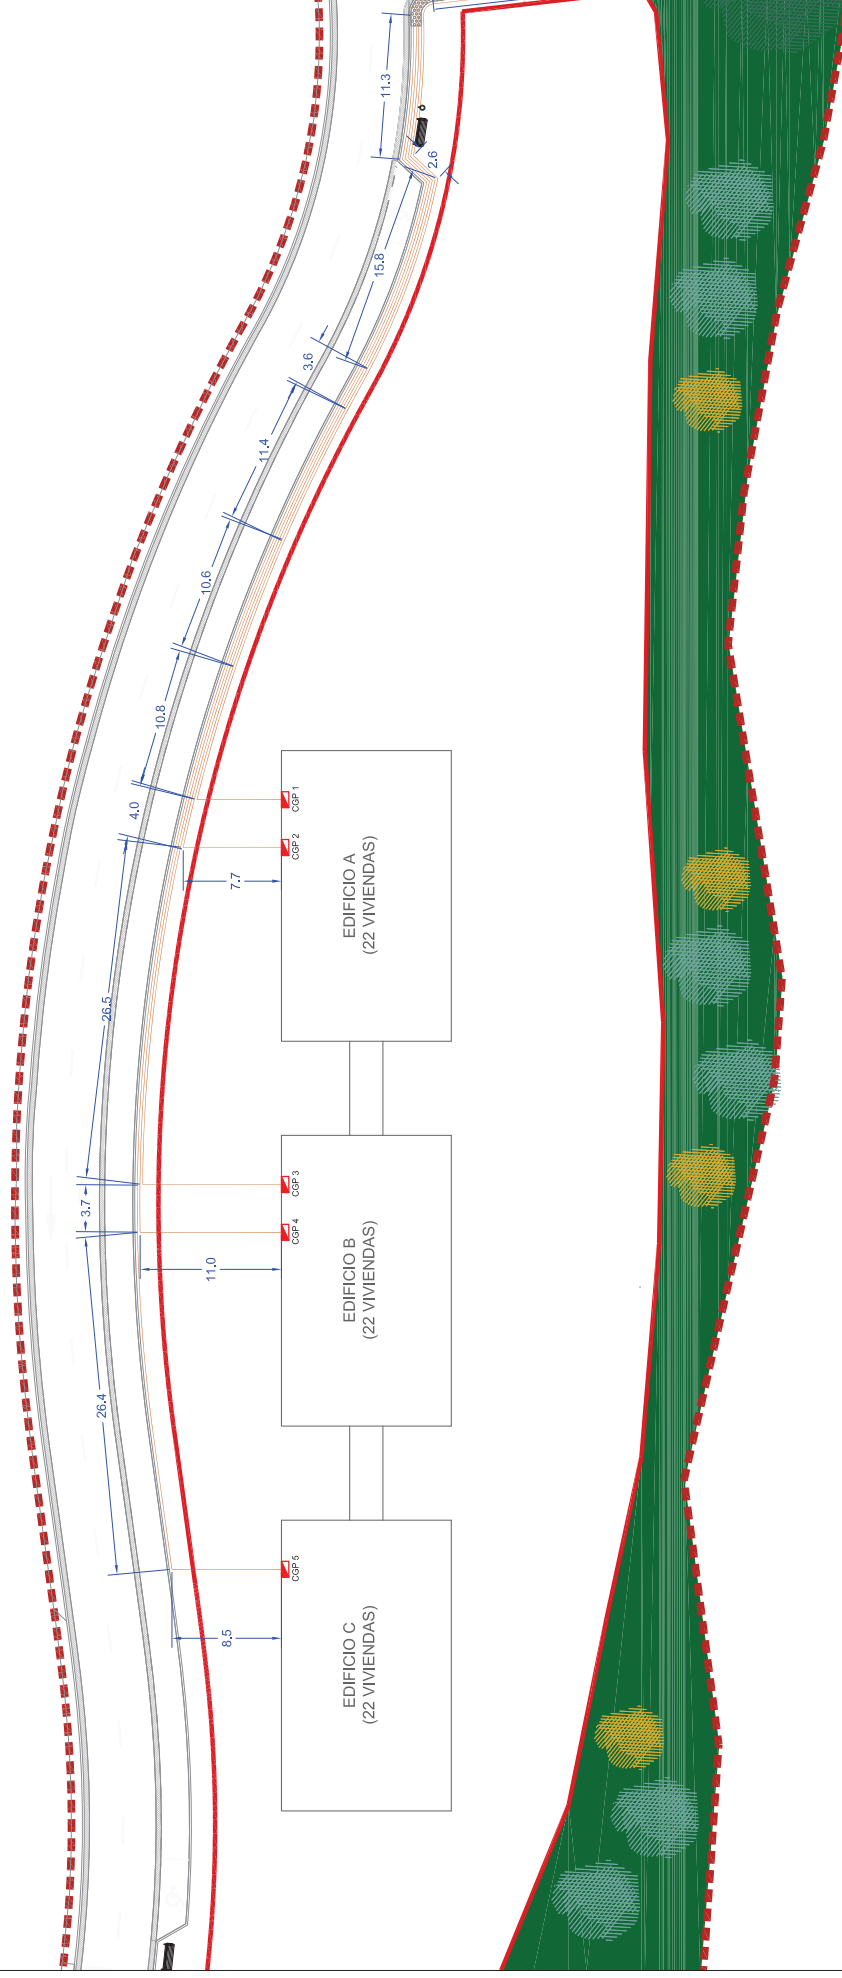 11.3
2.6
15.8
3.6
11.4
10.6
10.8
4.0
CGP 1
CGP 2
7.7
EDIFICIO A
(22 VIVIENDAS)
26.5
CGP 3
3.7
CGP 4
11.0
EDIFICIO B
(22 VIVIENDAS)
26.4
CGP 5
8.5
EDIFICIO C
(22 VIVIENDAS)